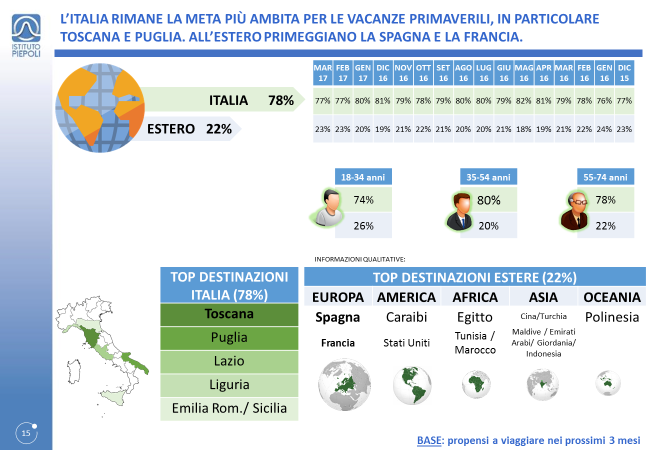 L'ITALIA RIMANE LA META PIÙ AMBITA PER LE VACANZE PRIMAVERILI, IN PARTICOLARE
TOSCANA E PUGLIA. ALL'ESTERO PRIMEGGIANO LA SPAGNA E LA FRANCIA.
ISTITUTO
PIEPOLI
MAR 17 FEB 17 GEN 17 DIC 16 NOV 16 OTT 16 SET 16 AGO 16 LUG 16 GIU 16 MAG 16 APR 16 MAR 16 FEB 16 GEN 16 DIC 15
ITALIA 78%
77% 77% 80% 81% 79% 78% 79% 80% 80% 79% 82% 81% 79% 78% 76% 77%
ESTERO 22%
23% 23% 20% 19% 21% 22% 21% 20% 20% 21% 18% 19% 21% 22% 24% 23%
18-34 anni
74%
26%
35-54 anni
80%
20%
55-74 anni
78%
22%
INFORMAZIONI QUALITATIVE:
TOP DESTINAZIONI
ITALIA (78%)
Toscana
Puglia
Lazio
Liguria
Emilia Rom./ Sicilia
TOP DESTINAZIONI ESTERE (22%)
EUROPA AMERICA AFRICA ASIA OCEANIA
Spagna Caraibi Egitto Cina/Turchia Polinesia
Francia Stati Uniti Tunisia / Marocco Maldive / Emirati Arabi/ Giordania/ Indonesia
15
BASE: propensi a viaggiare nei prossimi 3 mesi